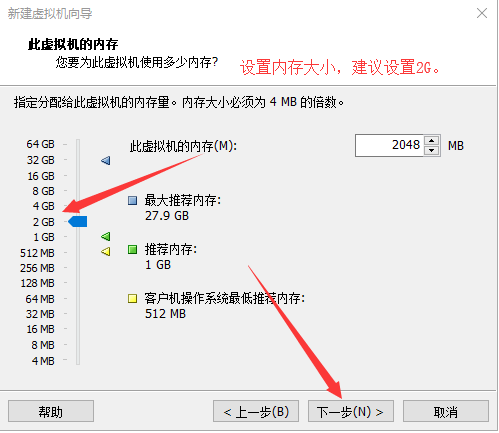 新建虚拟机向导
此虚拟机的内存
您要为此虚拟机使用多少内存?
设置内存大小，建议设置2G。
指定分配给此虚拟机的内存量。内存大小必须为 4 MB 的倍数。
64 GB
32 GB
16 GB
8 GB
4 GB
2 GB
1 GB
512 MB
256 MB
128 MB
64 MB
32 MB
16 MB
8 MB
4 MB
此虚拟机的内存(M):
2048 MB
最大推荐内存:
27.9 GB
推荐内存:
1 GB
客户机操作系统最低推荐内存:
512 MB
帮助
< 上一步(B)
下一步(N) >
取消